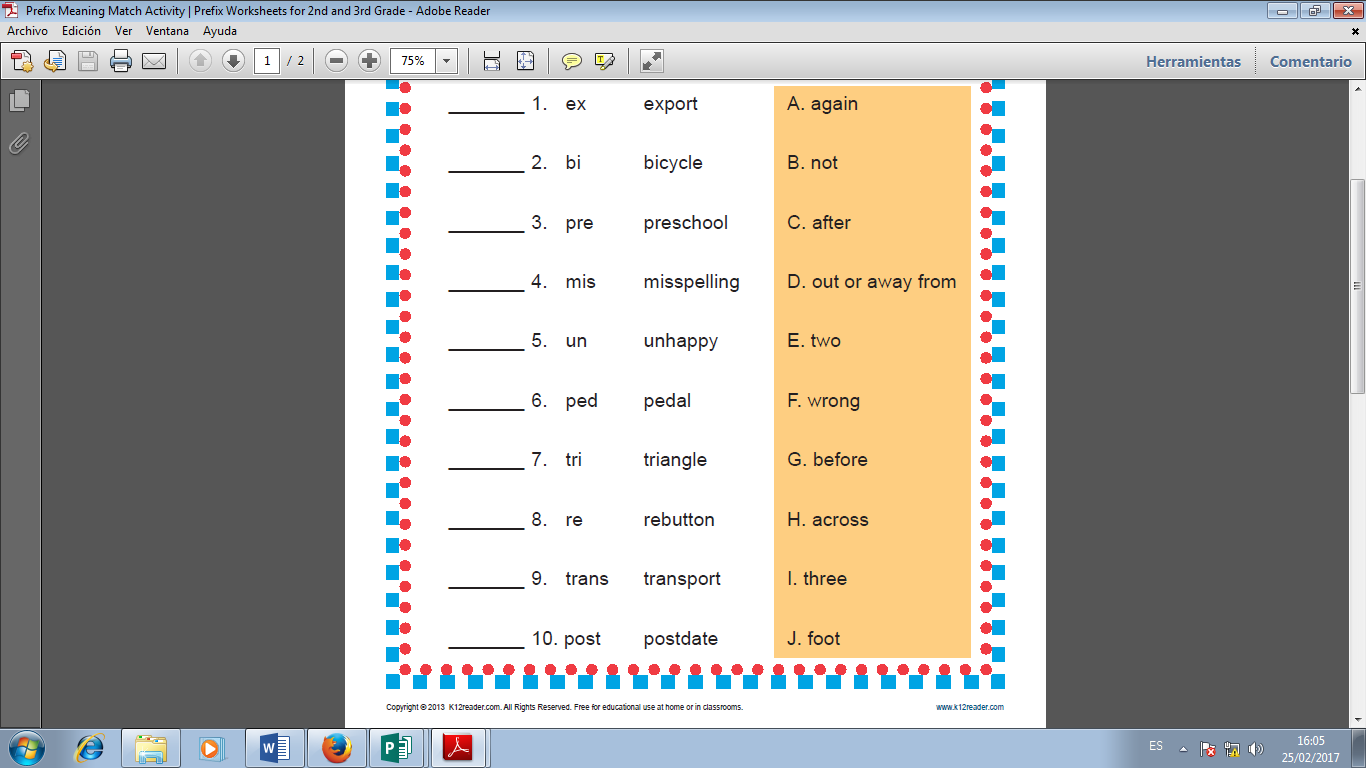 Prefix Meaning Match Activity | Prefix Worksheets for 2nd and 3rd Grade - Adobe Reader
Archivo Edición Ver Ventana Ayuda
1 / 2 75% Herramientas Comentario
________ 1. ex export A. again
________ 2. bi bicycle B. not
________ 3. pre preschool C. after
________ 4. mis misspelling D. out or away from
________ 5. un unhappy E. two
________ 6. ped pedal F. wrong
________ 7. tri triangle G. before
________ 8. re rebutton H. across
________ 9. trans transport I. three
________ 10. post postdate J. foot
Copyright © 2013 K12reader.com. All Rights Reserved. Free for educational use at home or in classrooms. www.k12reader.com
ES 16:05
25/02/2017